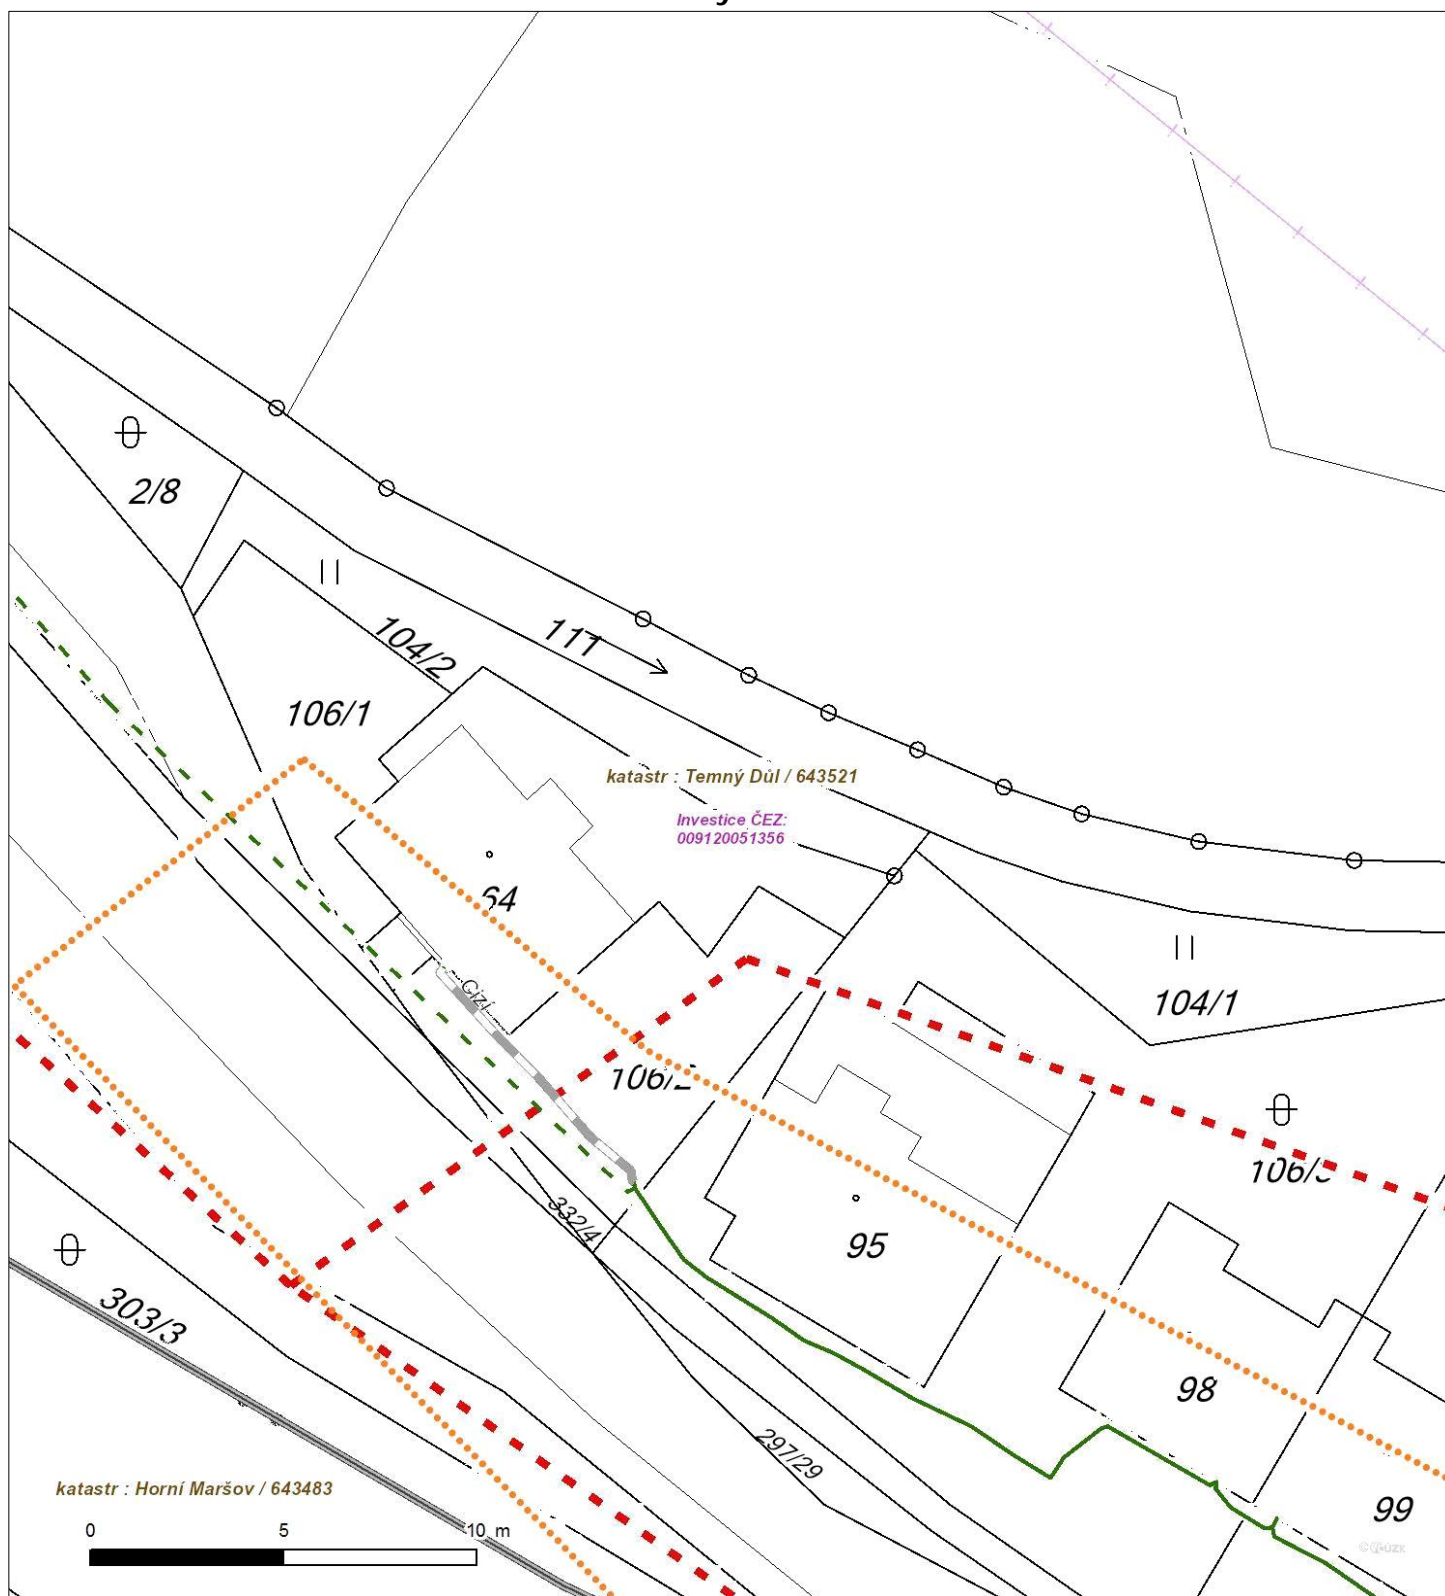 2/8
104/2
111
106/1
katastr : Temný Důl / 643521
Investice ČEZ:
009120051356
64
Cizí
104/1
106/2
332/4
95
303/3
98
297/29
katastr : Horní Maršov / 643483
99
0 5 10 m